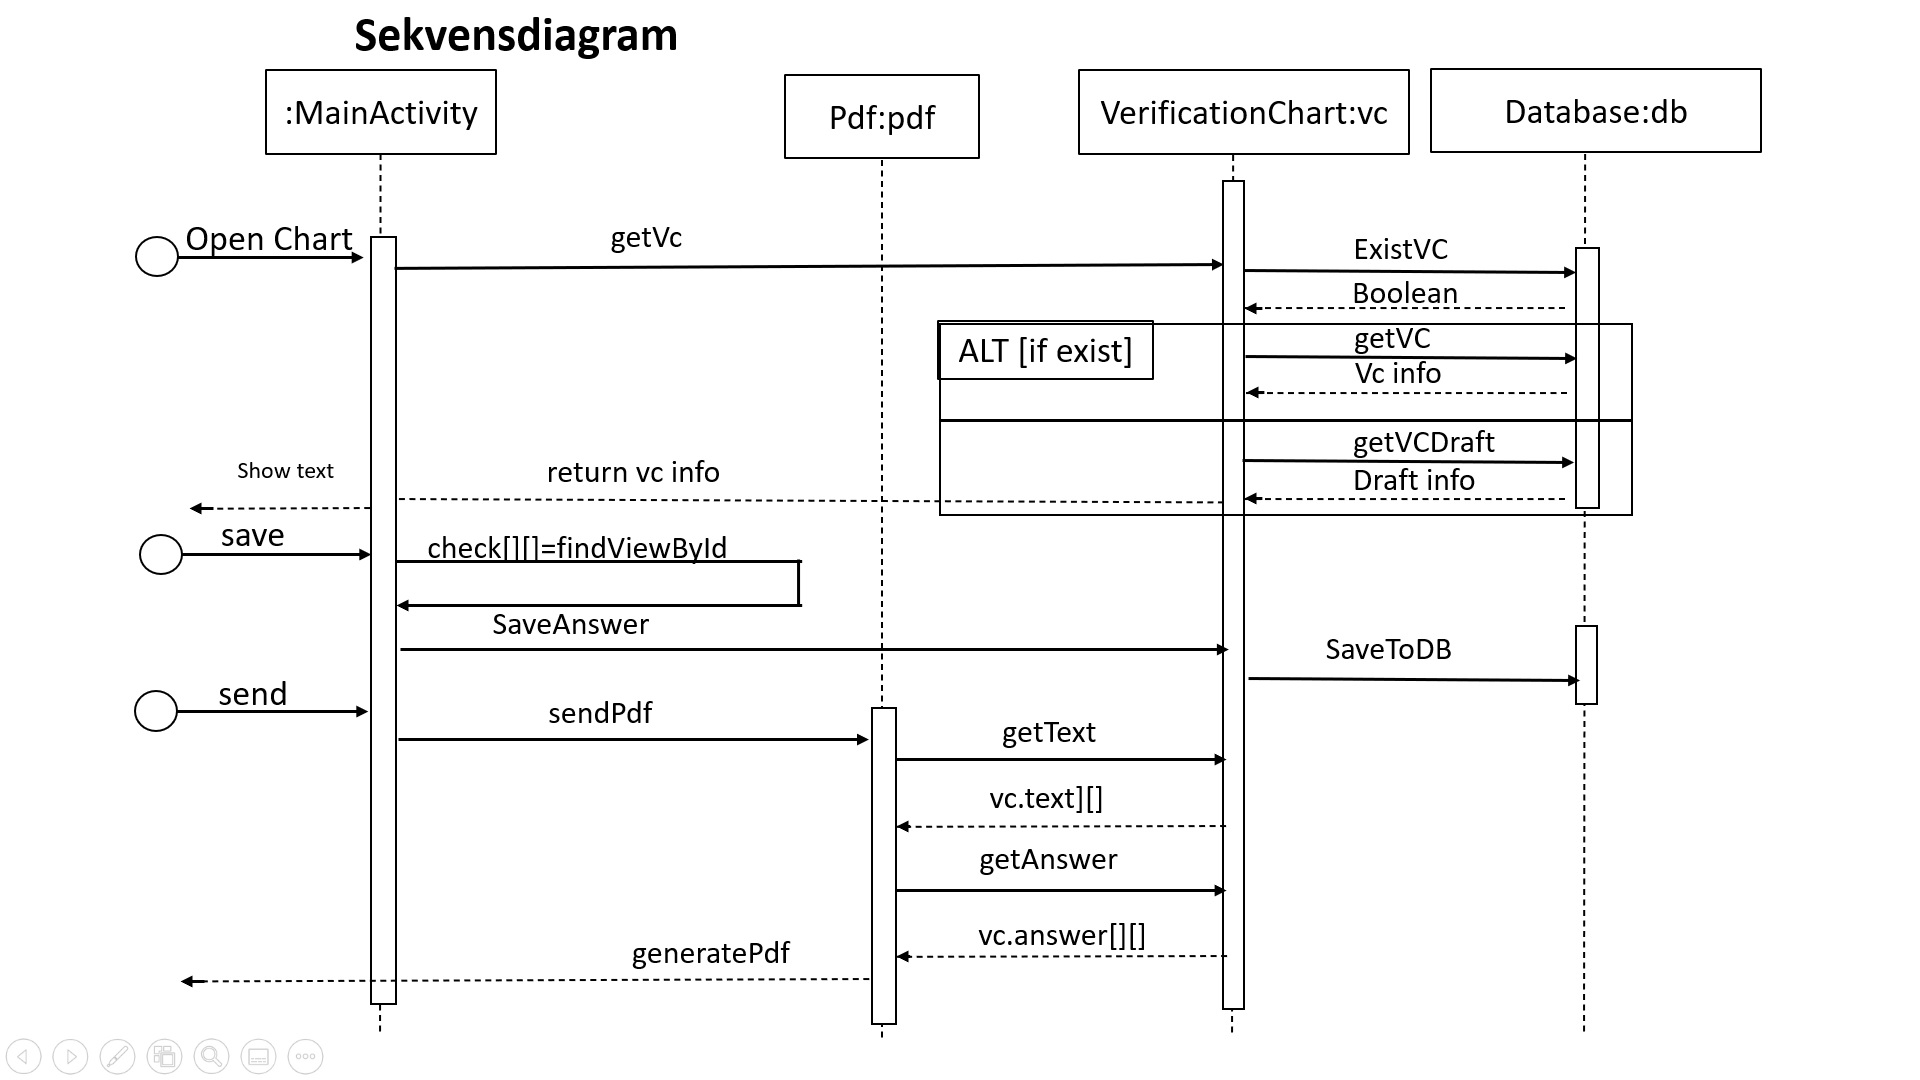 Sekvensdiagram
:MainActivity
Pdf:pdf
VerificationChart:vc
Database:db
Open Chart
getVc
ExistVC
Boolean
ALT [if exist]
getVC
Vc info
getVCDraft
Show text
return vc info
Draft info
save
check[][]=findViewById
SaveAnswer
SaveToDB
send
sendPdf
getText
vc.text][]
getAnswer
vc.answer[][]
generatePdf